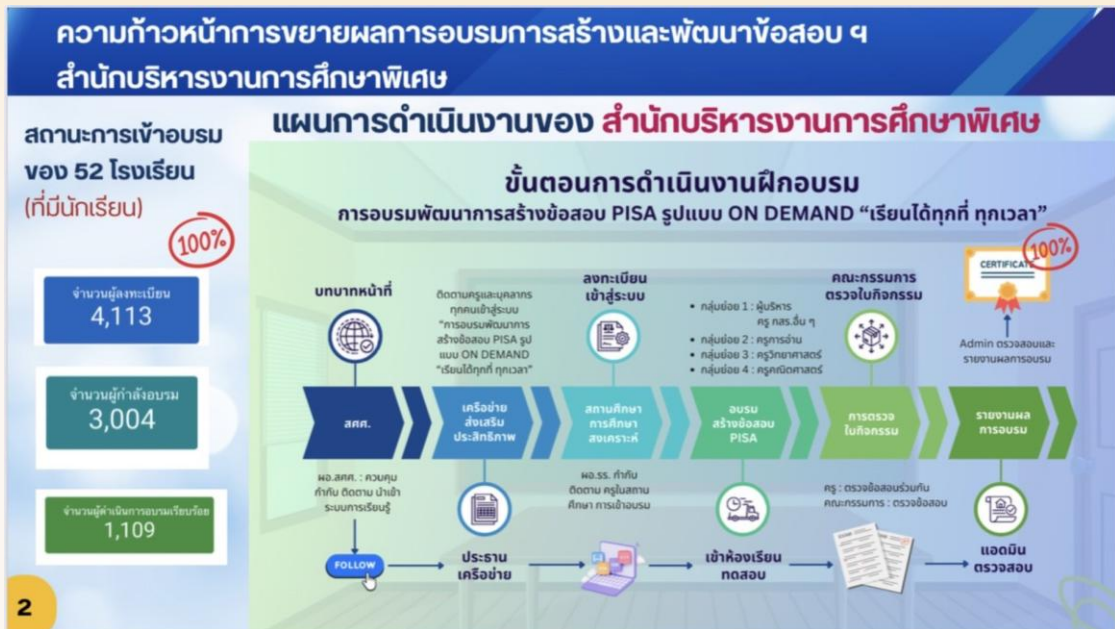 ความก้าวหน้าการขยายผลการอบรมการสร้างและพัฒนาข้อสอบ ฯ
สำนักบริหารงานการศึกษาพิเศษ
สถานะการเข้าอบรม
ของ 52 โรงเรียน
(ที่มีนักเรียน)
100%
จำนวนผู้ลงทะเบียน
4,113
จำนวนผู้กำลังอบรม
3,004
จำนวนผู้ดำเนินการอบรมเรียบร้อย
1,109
2
แผนการดำเนินงานของ สำนักบริหารงานการศึกษาพิเศษ
ขั้นตอนการดำเนินงานฝึกอบรม
การอบรมพัฒนาการสร้างข้อสอบ PISA รูปแบบ ON DEMAND “เรียนได้ทุกที่ ทุกเวลา”
บทบาทหน้าที่
ติดตามครูและบุคลากร
ทุกคนเข้าสู่ระบบ
“การอบรมพัฒนาการ
สร้างข้อสอบ PISA รูป
แบบ ON DEMAND
“เรียนได้ทุกที่ ทุกเวลา”
ลงทะเบียน
เข้าสู่ระบบ
• กลุ่มย่อย 1 : ผู้บริหาร
ครู กสร.อื่น ๆ
• กลุ่มย่อย 2 : ครูการอ่าน
• กลุ่มย่อย 3 : ครูวิทยาศาสตร์
• กลุ่มย่อย 4 : ครูคณิตศาสตร์
คณะกรรมการ
ตรวจใบกิจกรรม
CERTIFICATE
100%
Admin ตรวจสอบและ
รายงานผลการอบรม
สศศ.
เครือข่าย
ส่งเสริม
ประสิทธิภาพ
สถานศึกษา
การศึกษา
สงเคราะห์
อบรม
สร้างข้อสอบ
PISA
การตรวจ
ใบกิจกรรม
รายงานผล
การอบรม
ผอ.สศศ. : ควบคุม
กำกับ ติดตาม นำเข้า
ระบบการเรียนรู้
FOLLOW
ประธาน
เครือข่าย
ผอ.รร. กำกับ
ติดตาม ครูในสถาน
ศึกษา การเข้าอบรม
เข้าห้องเรียน
ทดสอบ
ครู : ตรวจข้อสอบร่วมกับ
คณะกรรมการ : ตรวจข้อสอบ
แอดมิน
ตรวจสอบ